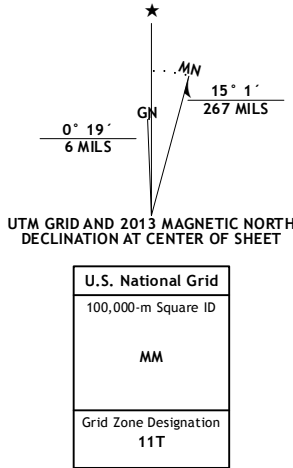 MN
GN
15° 1´
267 MILS
0° 19´
6 MILS
UTM GRID AND 2013 MAGNETIC NORTH
DECLINATION AT CENTER OF SHEET
U.S. National Grid
100,000-m Square ID
MM
Grid Zone Designation
11T